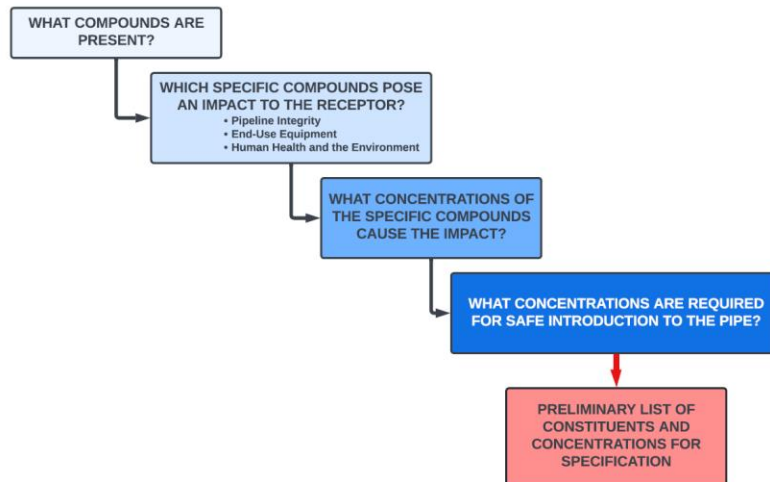 WHAT COMPOUNDS ARE
PRESENT?
WHICH SPECIFIC COMPOUNDS POSE
AN IMPACT TO THE RECEPTOR?
• Pipeline Integrity
• End-Use Equipment
• Human Health and the Environment
WHAT CONCENTRATIONS OF
THE SPECIFIC COMPOUNDS
CAUSE THE IMPACT?
WHAT CONCENTRATIONS ARE REQUIRED
FOR SAFE INTRODUCTION TO THE PIPE?
PRELIMINARY LIST OF
CONSTITUENTS AND
CONCENTRATIONS FOR
SPECIFICATION